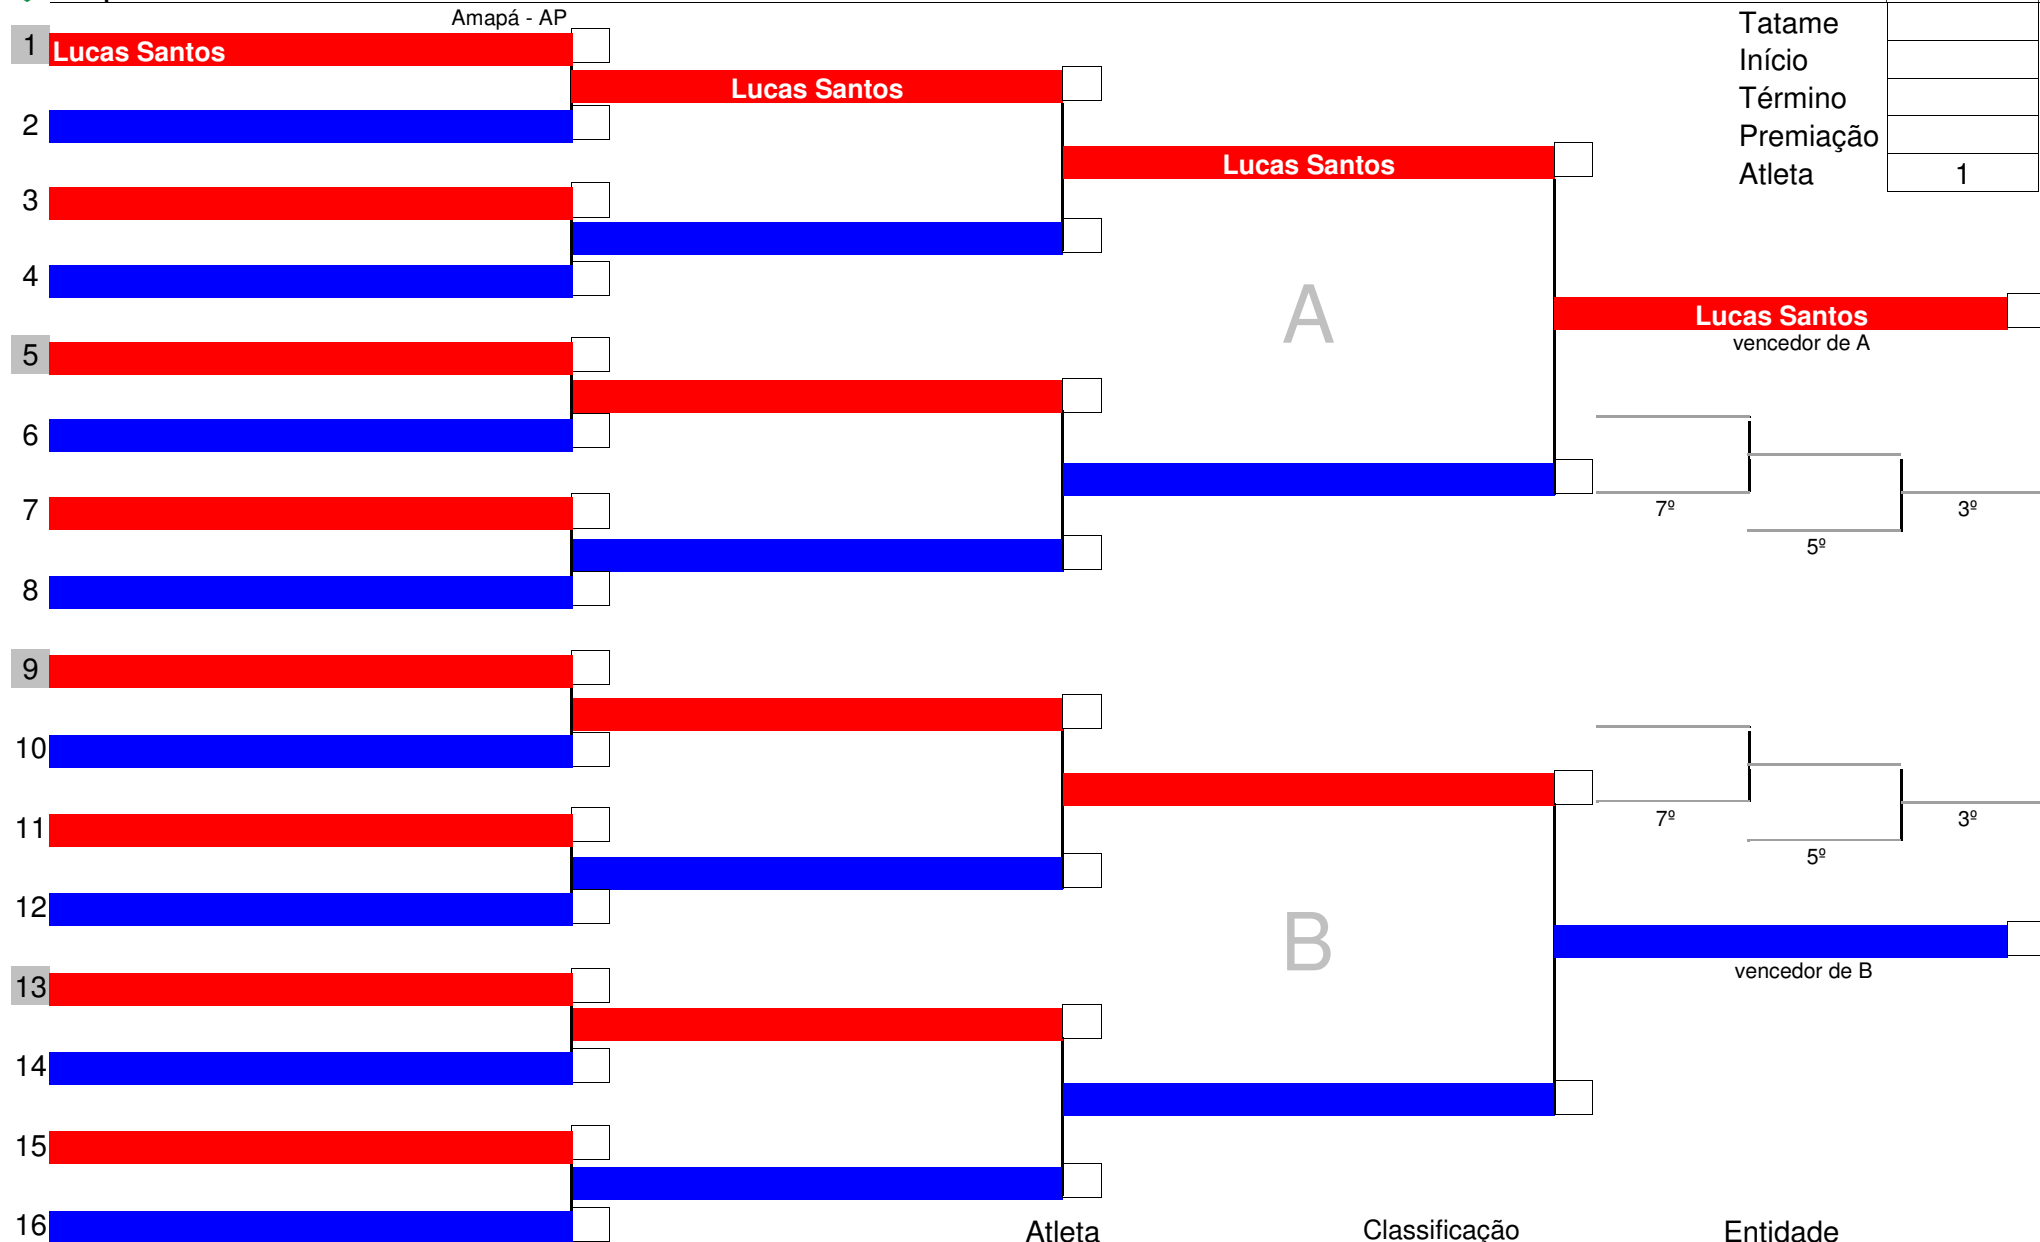 Amapá - AP
Tatame
1
Lucas Santos
Início
Lucas Santos
Término
2
Premiação
Lucas Santos
Atleta 1
3
4
A
Lucas Santos
vencedor de A
5
6
7
7º
3º
5º
8
9
10
11
7º
3º
5º
12
B
vencedor de B
13
14
15
16
Atleta Classificação Entidade